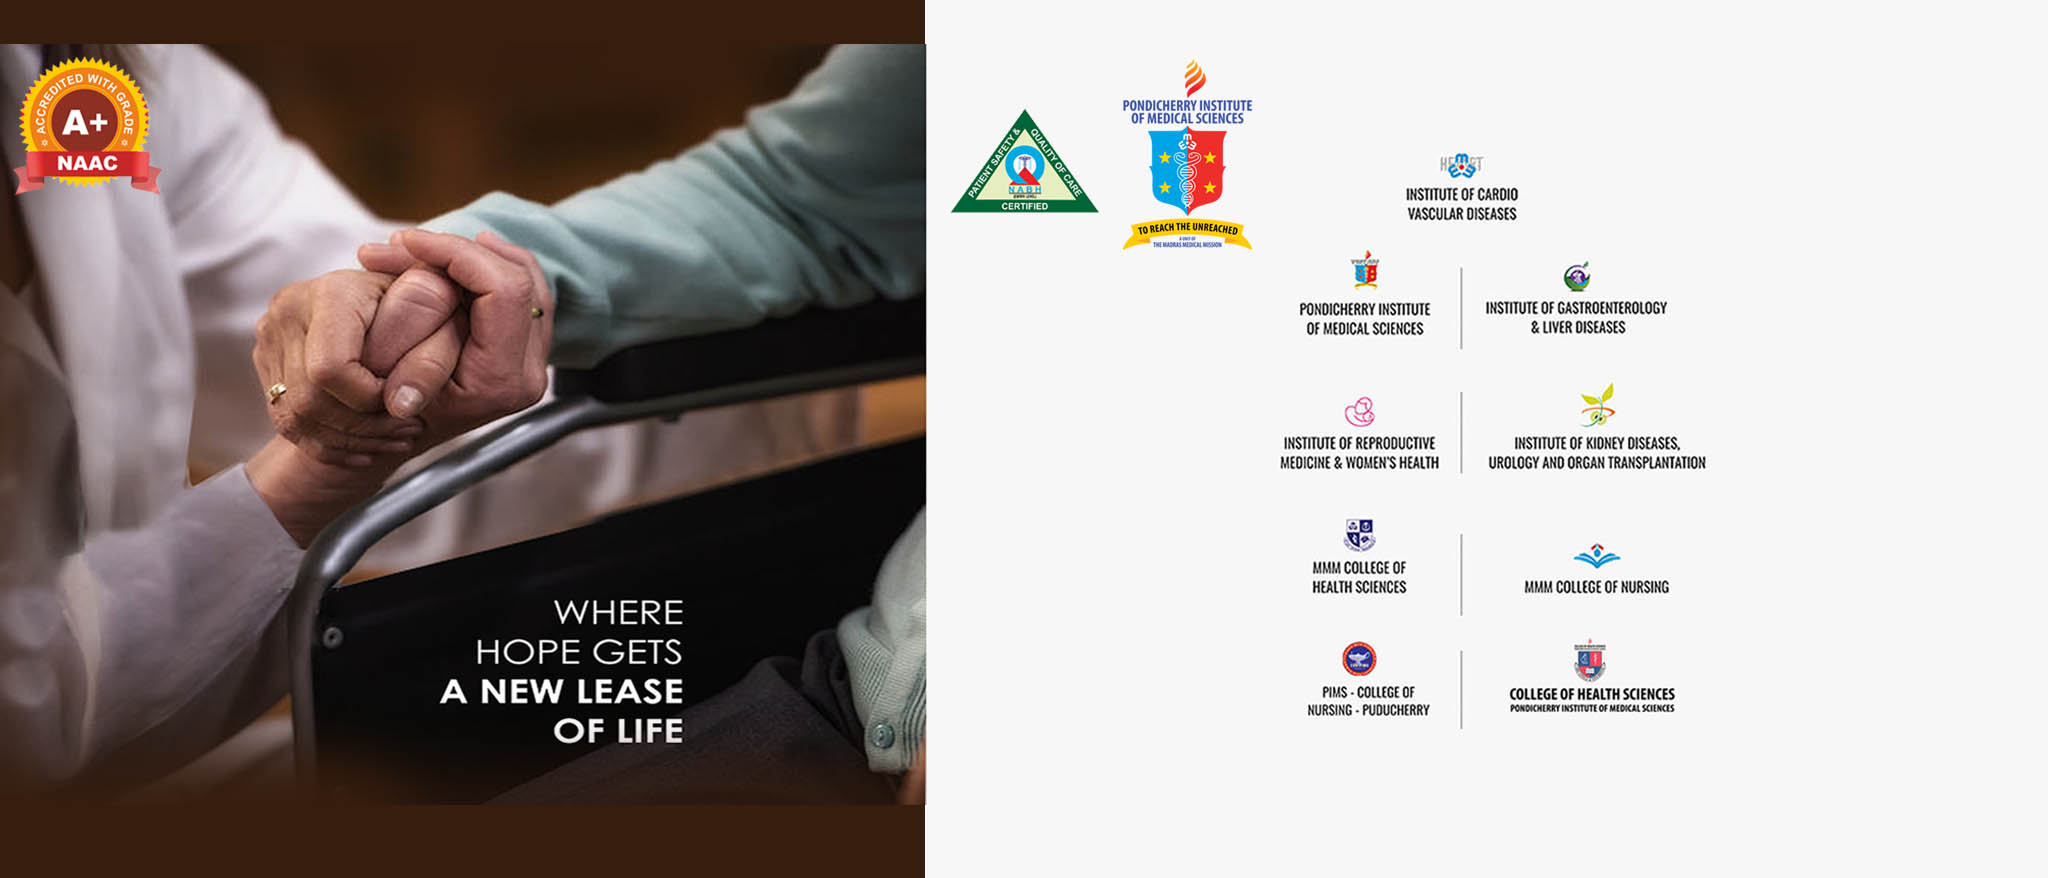 ACCREDITED WITH GRADE
A+
NAAC
WHERE
HOPE GETS
A NEW LEASE
OF LIFE
PATIENT SAFETY &
QUALITY OF CARE
NABH
CERTIFIED
PONDICHERRY INSTITUTE
OF MEDICAL SCIENCES
TO REACH THE UNREACHED
A UNIT OF
THE MADRAS MEDICAL MISSION
INSTITUTE OF CARDIO
VASCULAR DISEASES
PONDICHERRY INSTITUTE
OF MEDICAL SCIENCES
INSTITUTE OF GASTROENTEROLOGY
& LIVER DISEASES
INSTITUTE OF REPRODUCTIVE
MEDICINE & WOMEN'S HEALTH
INSTITUTE OF KIDNEY DISEASES,
UROLOGY AND ORGAN TRANSPLANTATION
MMM COLLEGE OF
HEALTH SCIENCES
MMM COLLEGE OF NURSING
PIMS - COLLEGE OF
NURSING - PUDUCHERRY
COLLEGE OF HEALTH SCIENCES
PONDICHERRY INSTITUTE OF MEDICAL SCIENCES